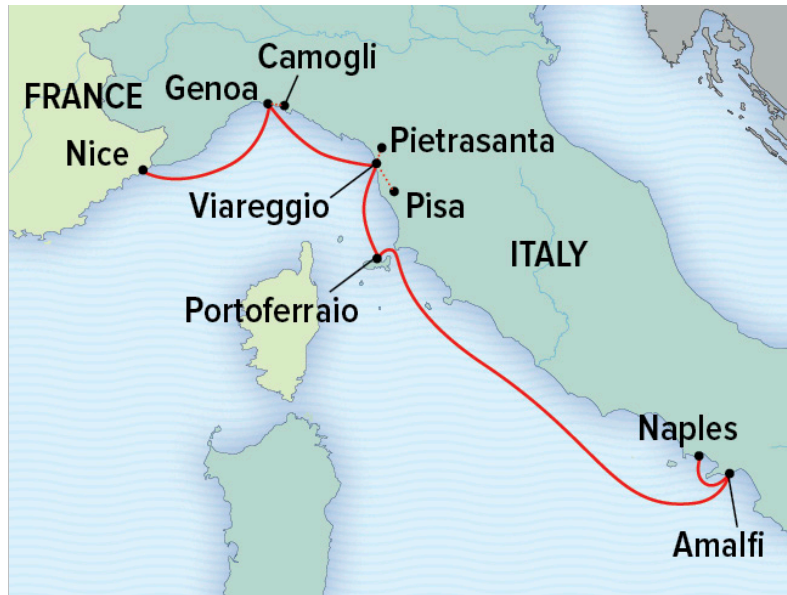 Camogli
FRANCE
Genoa
Nice
Pietrasanta
Viareggio
Pisa
ITALY
Portoferraio
Naples
Amalfi